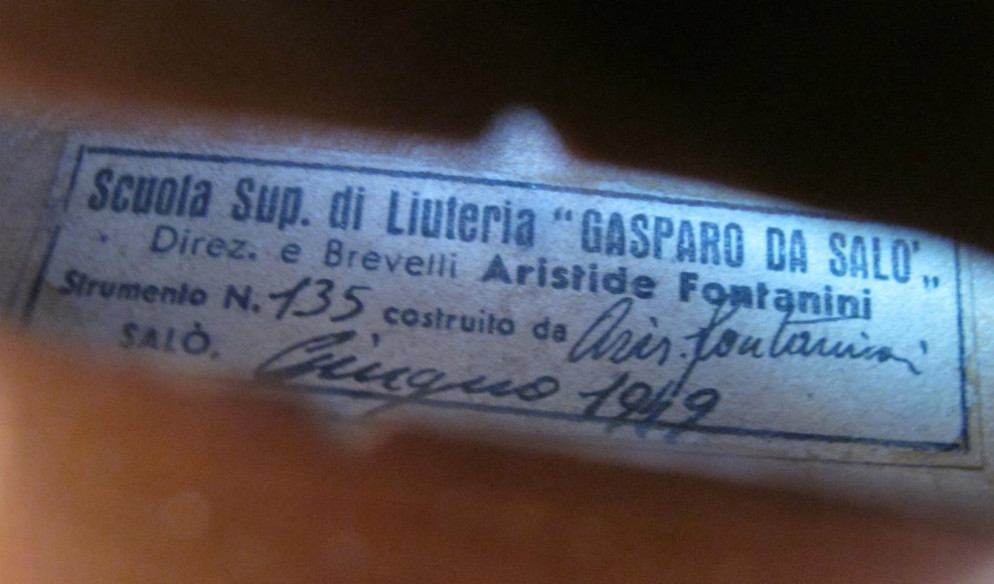 Scuola Sup. di Liuteria “GASPARO DA SALO’„
Direz. e Brevetti Aristide Fontanini
Strumento N. 135 costruito da Aris. Fontanini
SALÒ, Giugno 1949